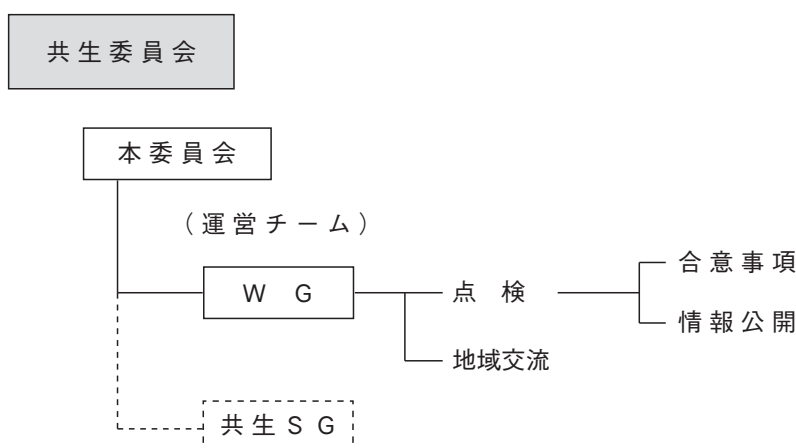 共生委員会
本委員会
（運営チーム）
ＷＧ
点検
合意事項
情報公開
地域交流
共生ＳＧ